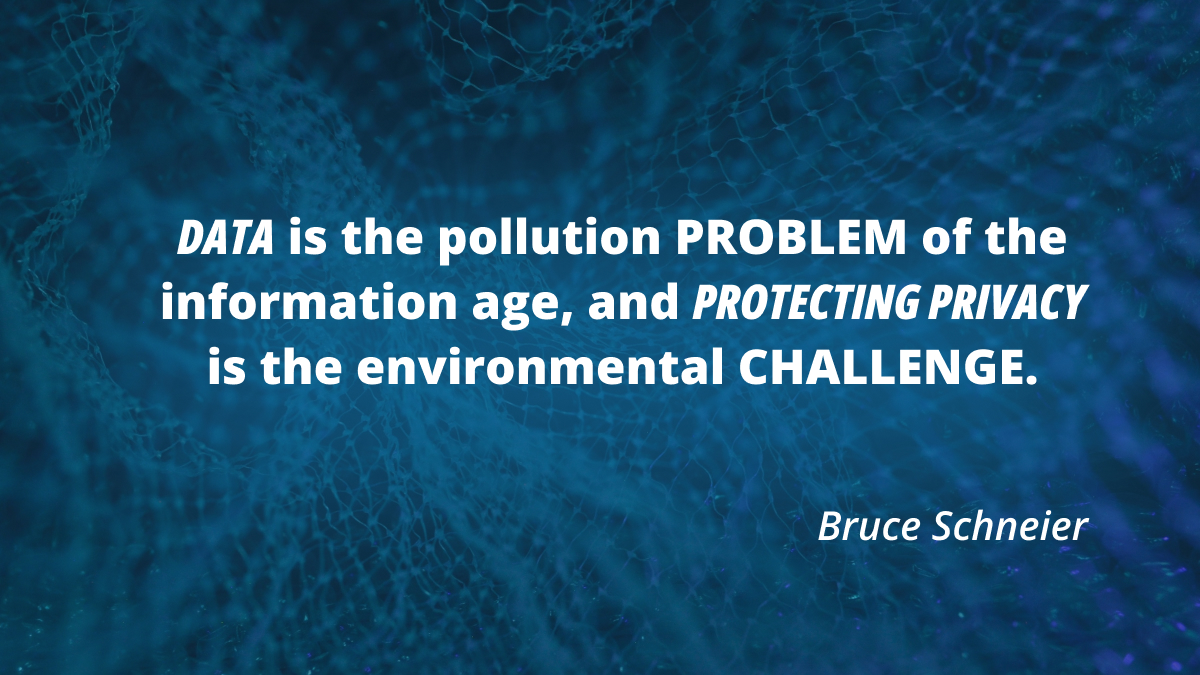 DATA is the pollution PROBLEM of the
information age, and PROTECTING PRIVACY
is the environmental CHALLENGE.
Bruce Schneier